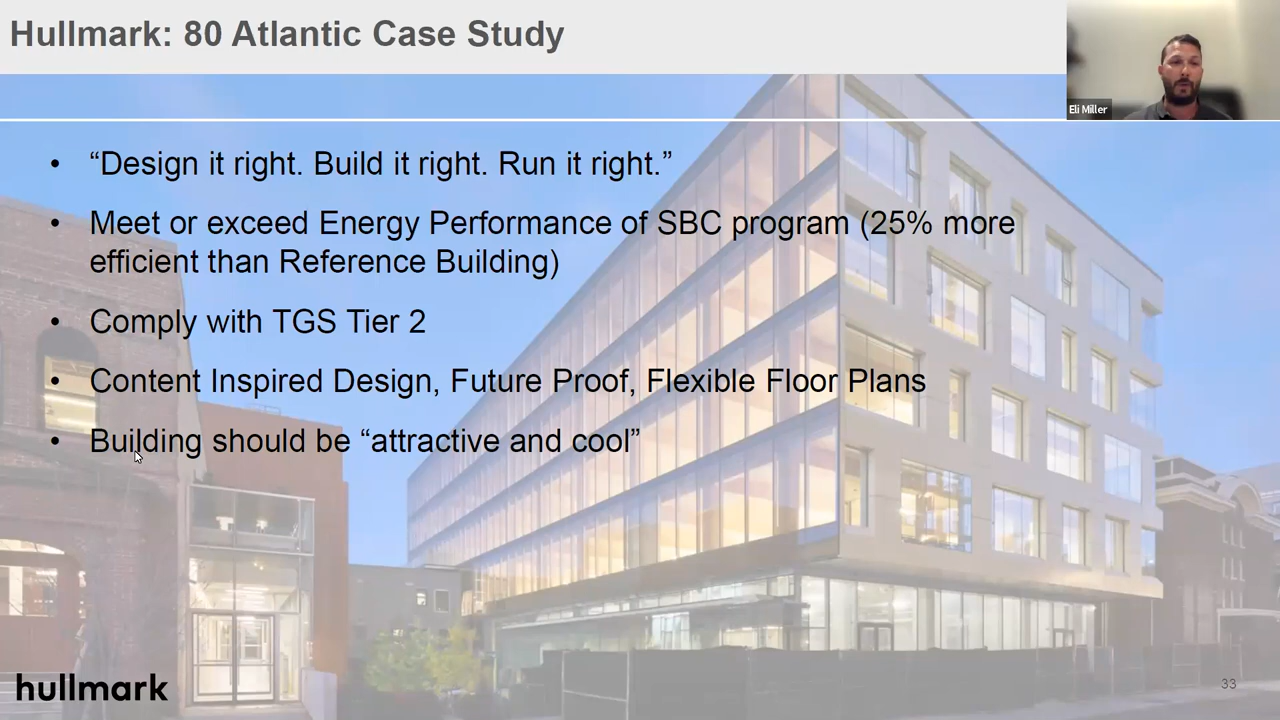 Hullmark: 80 Atlantic Case Study
Eli Miller
• “Design it right. Build it right. Run it right.”
• Meet or exceed Energy Performance of SBC program (25% more
efficient than Reference Building)
• Comply with TGS Tier 2
• Content Inspired Design, Future Proof, Flexible Floor Plans
• Building should be “attractive and cool”
hullmark
33